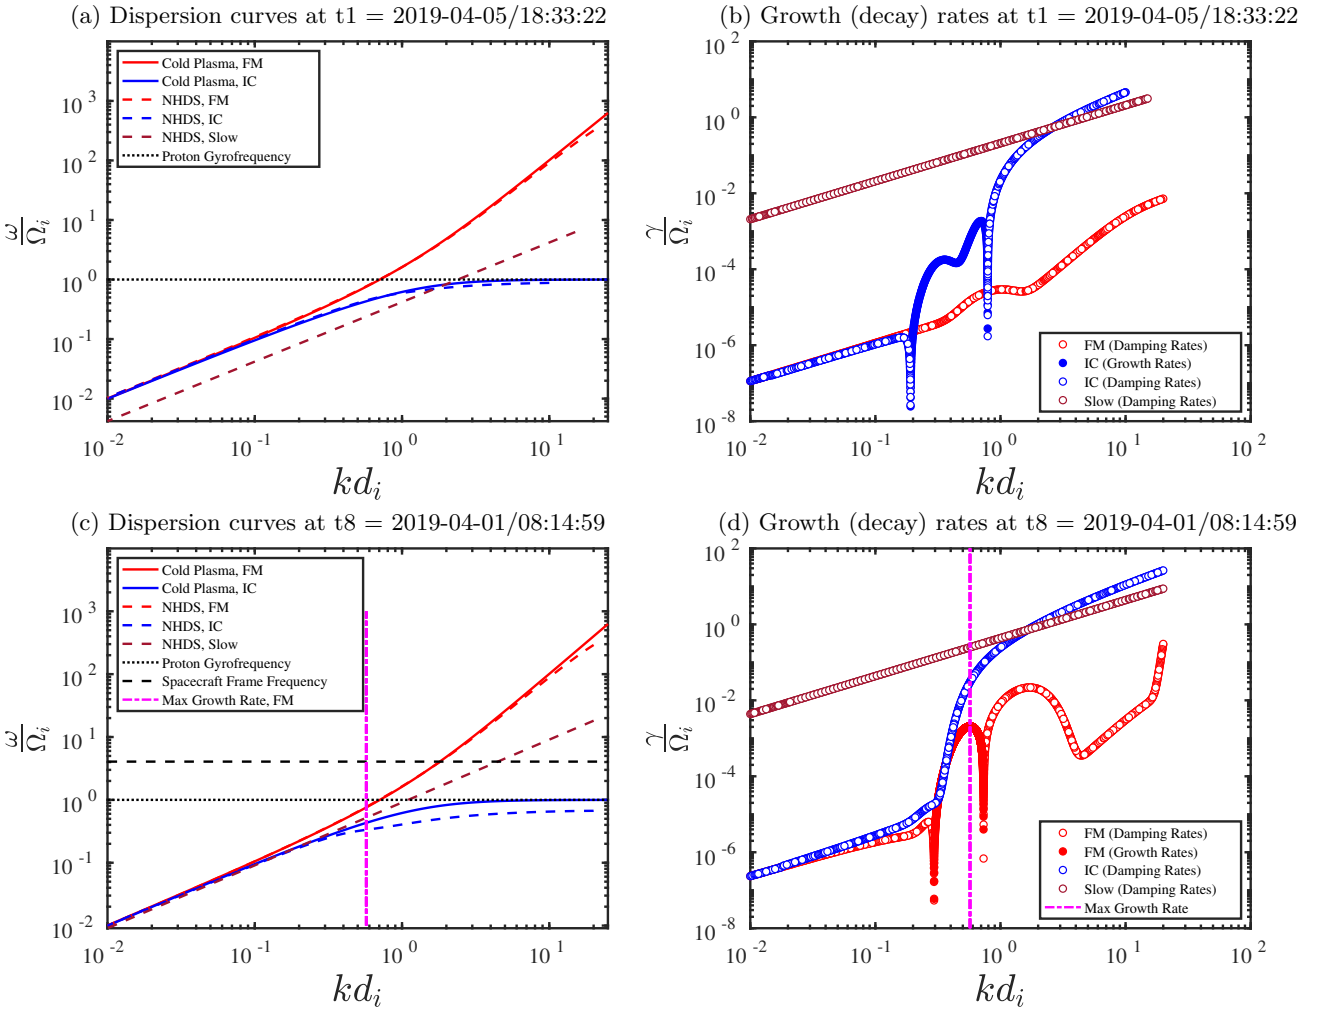 (a) Dispersion curves at t1 = 2019-04-05/18:33:22
Cold Plasma, FM
Cold Plasma, IC
NHDS, FM
NHDS, IC
NHDS, Slow
Proton Gyrofrequency
10^3
10^2
10^1
10^0
10^-1
10^-2
ω/Ω_i
10^-2 10^-1 10^0 10^1
kd_i
(b) Growth (decay) rates at t1 = 2019-04-05/18:33:22
10^2
10^0
10^-2
10^-4
10^-6
10^-8
γ/Ω_i
FM (Damping Rates)
IC (Growth Rates)
IC (Damping Rates)
Slow (Damping Rates)
10^-2 10^-1 10^0 10^1 10^2
kd_i
(c) Dispersion curves at t8 = 2019-04-01/08:14:59
Cold Plasma, FM
Cold Plasma, IC
NHDS, FM
NHDS, IC
NHDS, Slow
Proton Gyrofrequency
Spacecraft Frame Frequency
Max Growth Rate, FM
10^3
10^2
10^1
10^0
10^-1
10^-2
ω/Ω_i
10^-2 10^-1 10^0 10^1
kd_i
(d) Growth (decay) rates at t8 = 2019-04-01/08:14:59
10^2
10^0
10^-2
10^-4
10^-6
10^-8
γ/Ω_i
FM (Damping Rates)
FM (Growth Rates)
IC (Damping Rates)
Slow (Damping Rates)
Max Growth Rate
10^-2 10^-1 10^0 10^1 10^2
kd_i